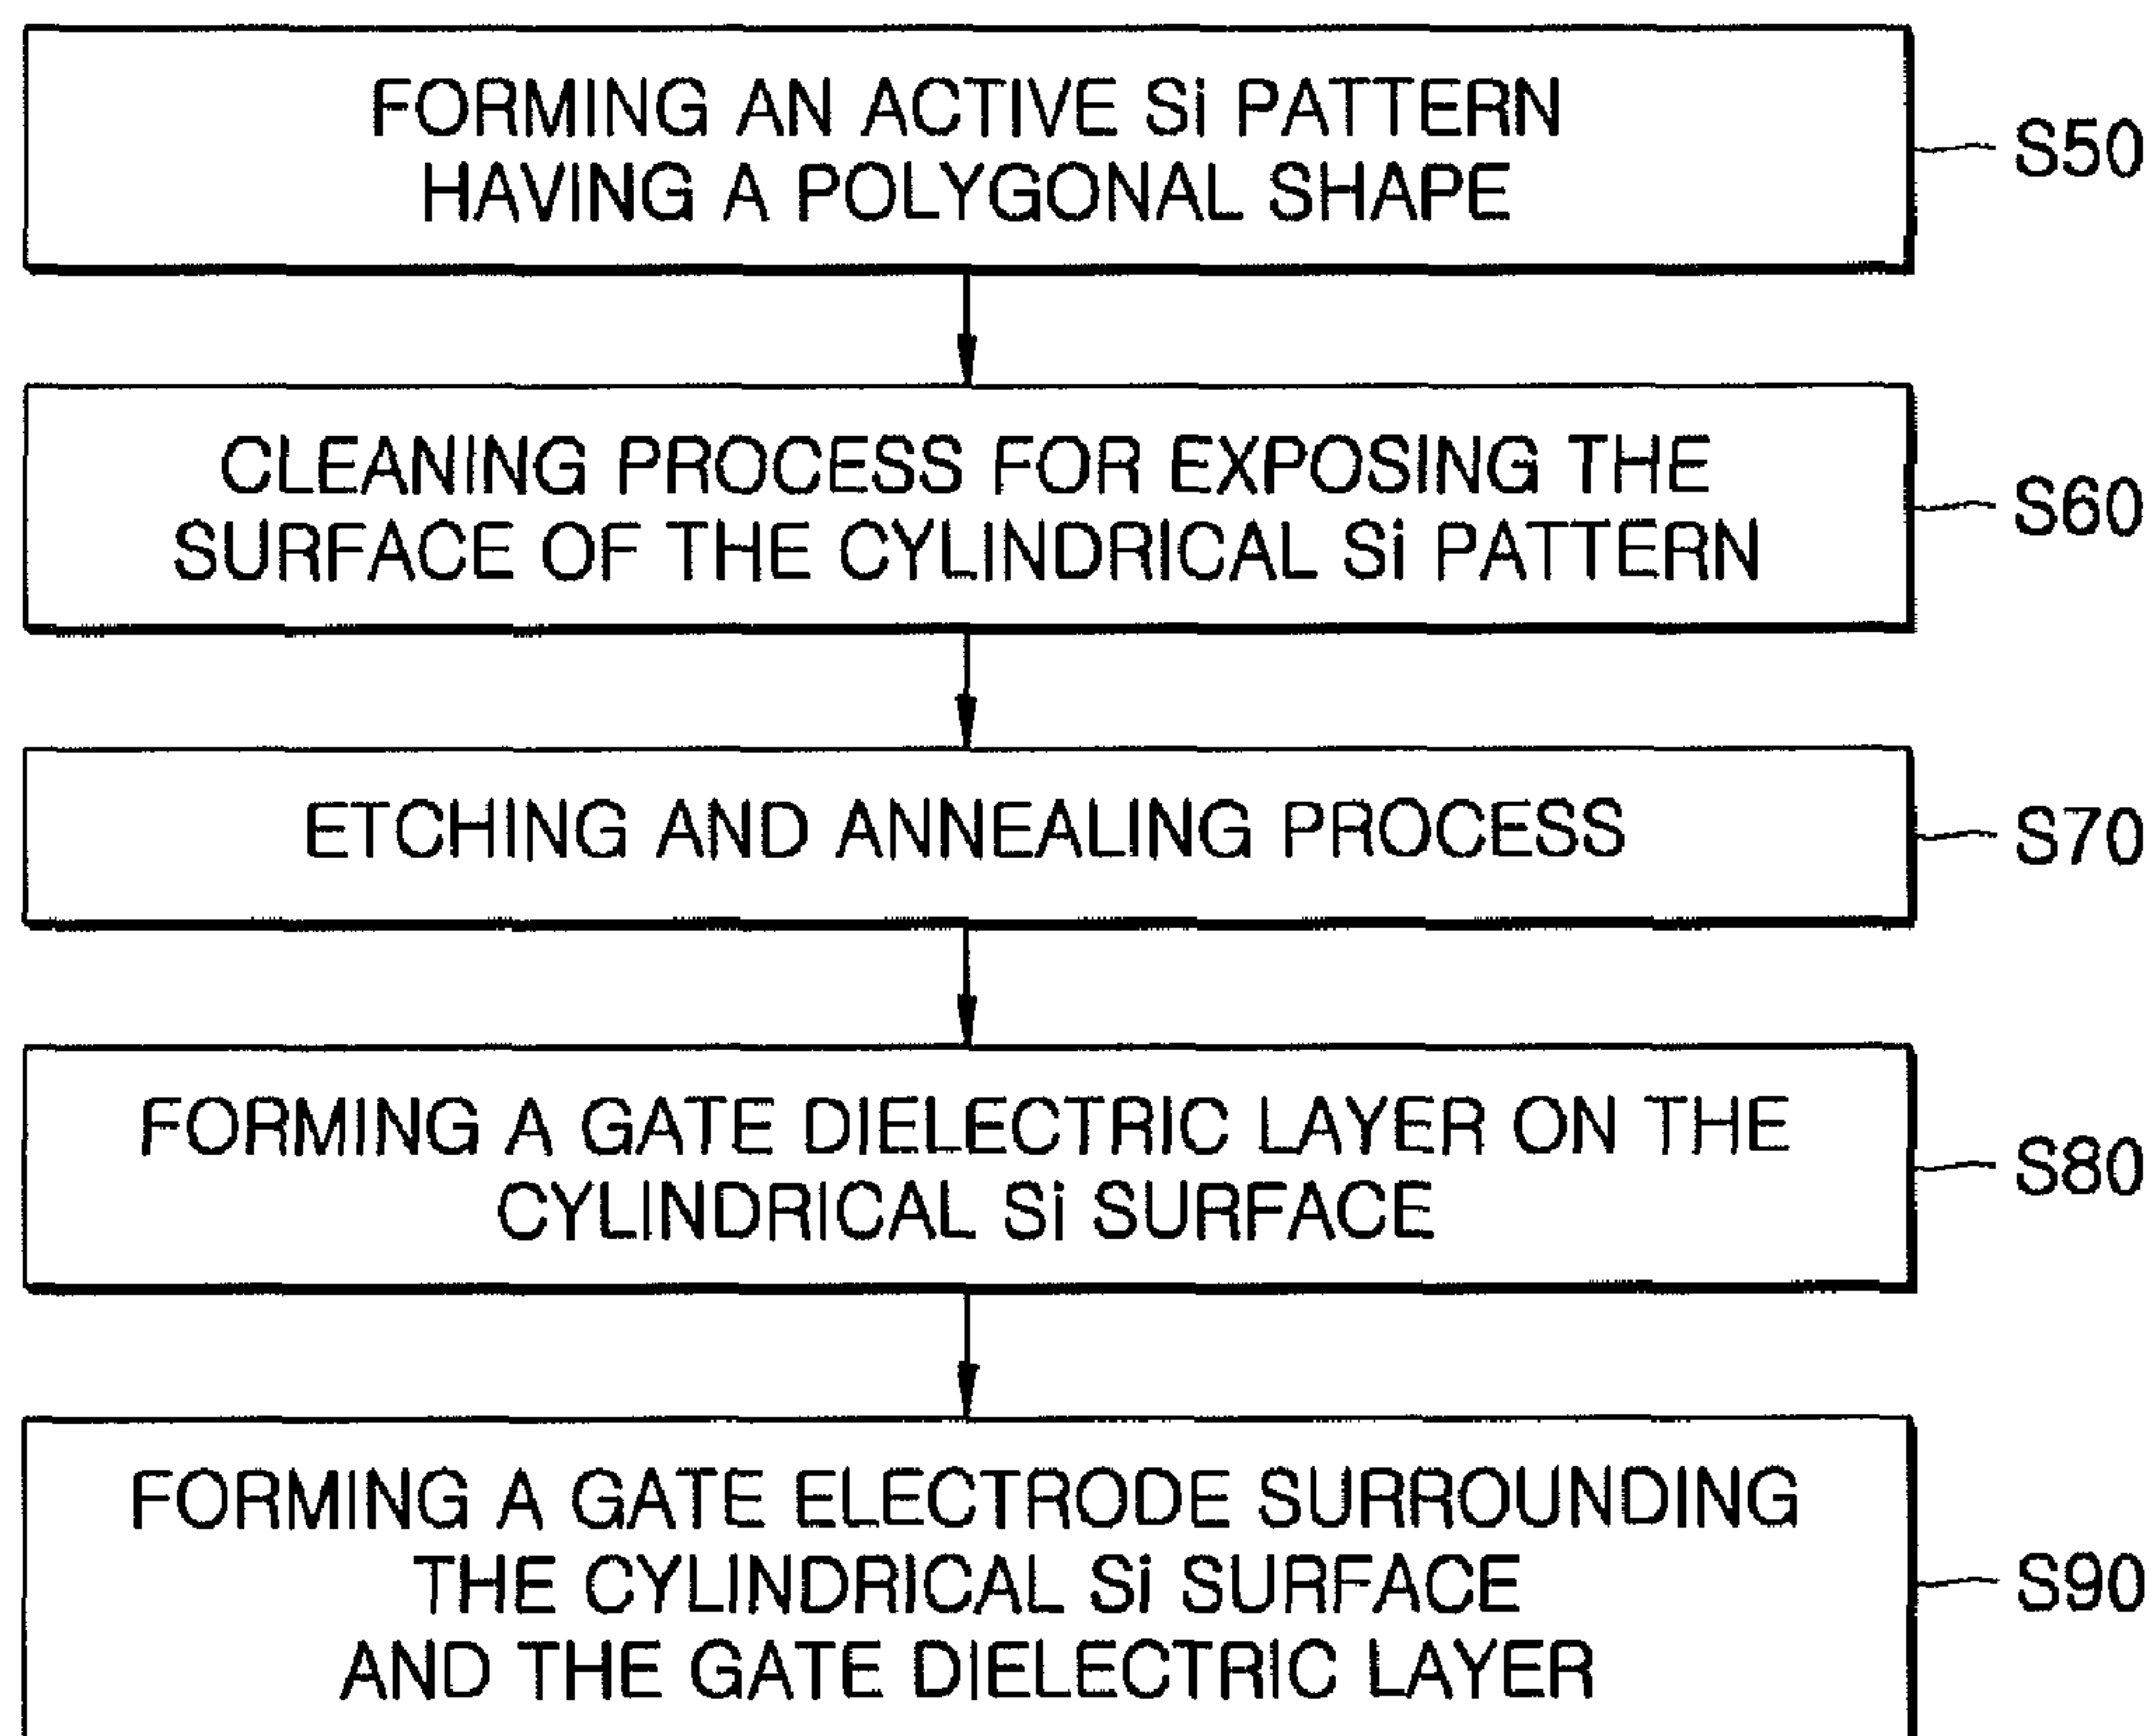 FORMING AN ACTIVE Si PATTERN
HAVING A POLYGONAL SHAPE
S50
CLEANING PROCESS FOR EXPOSING THE
SURFACE OF THE CYLINDRICAL Si PATTERN
S60
ETCHING AND ANNEALING PROCESS
S70
FORMING A GATE DIELECTRIC LAYER ON THE
CYLINDRICAL Si SURFACE
S80
FORMING A GATE ELECTRODE SURROUNDING
THE CYLINDRICAL Si SURFACE
AND THE GATE DIELECTRIC LAYER
S90